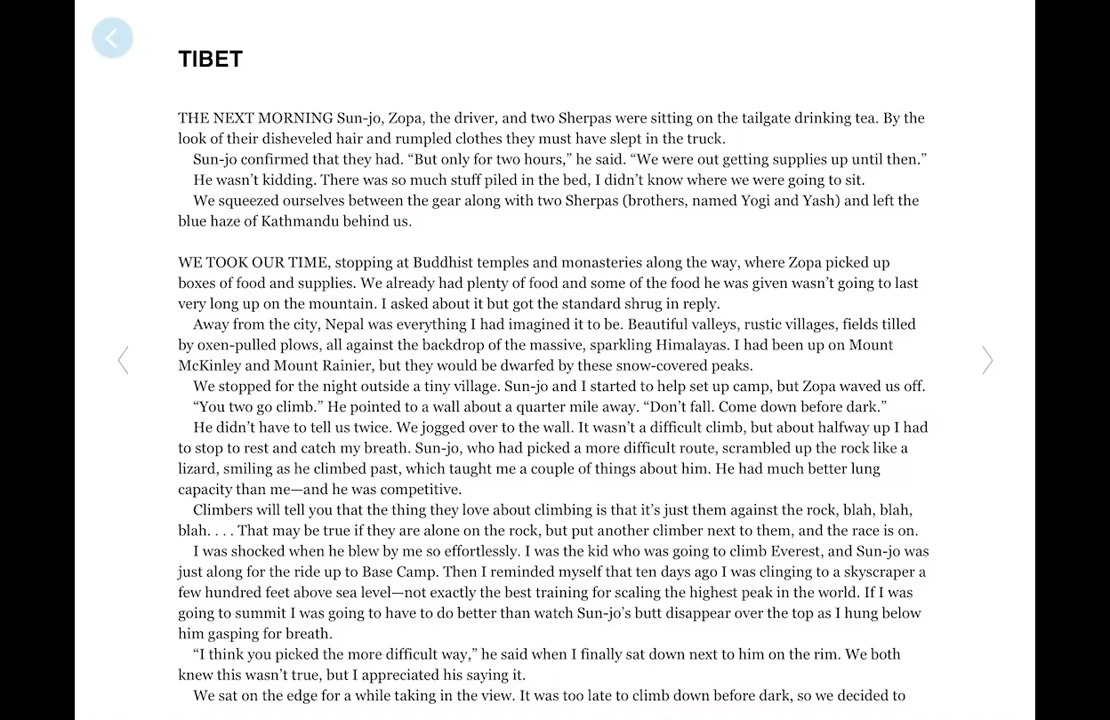 TIBET
THE NEXT MORNING Sun-jo, Zopa, the driver, and two Sherpas were sitting on the tailgate drinking tea. By the
look of their disheveled hair and rumpled clothes they must have slept in the truck.
Sun-jo confirmed that they had. “But only for two hours,” he said. “We were out getting supplies up until then.”
He wasn’t kidding. There was so much stuff piled in the bed, I didn’t know where we were going to sit.
We squeezed ourselves between the gear along with two Sherpas (brothers, named Yogi and Yash) and left the
blue haze of Kathmandu behind us.
WE TOOK OUR TIME, stopping at Buddhist temples and monasteries along the way, where Zopa picked up
boxes of food and supplies. We already had plenty of food and some of the food he was given wasn’t going to last
very long up on the mountain. I asked about it but got the standard shrug in reply.
Away from the city, Nepal was everything I had imagined it to be. Beautiful valleys, rustic villages, fields tilled
by oxen-pulled plows, all against the backdrop of the massive, sparkling Himalayas. I had been up on Mount
McKinley and Mount Rainier, but they would be dwarfed by these snow-covered peaks.
We stopped for the night outside a tiny village. Sun-jo and I started to help set up camp, but Zopa waved us off.
“You two go climb.” He pointed to a wall about a quarter mile away. “Don’t fall. Come down before dark.”
He didn’t have to tell us twice. We jogged over to the wall. It wasn’t a difficult climb, but about halfway up I had
to stop to rest and catch my breath. Sun-jo, who had picked a more difficult route, scrambled up the rock like a
lizard, smiling as he climbed past, which taught me a couple of things about him. He had much better lung
capacity than me—and he was competitive.
Climbers will tell you that the thing they love about climbing is that it’s just them against the rock, blah, blah,
blah. . . . That may be true if they are alone on the rock, but put another climber next to them, and the race is on.
I was shocked when he blew by me so effortlessly. I was the kid who was going to climb Everest, and Sun-jo was
just along for the ride up to Base Camp. Then I reminded myself that ten days ago I was clinging to a skyscraper a
few hundred feet above sea level—not exactly the best training for scaling the highest peak in the world. If I was
going to summit I was going to have to do better than watch Sun-jo’s butt disappear over the top as I hung below
him gasping for breath.
“I think you picked the more difficult way,” he said when I finally sat down next to him on the rim. We both
knew this wasn’t true, but I appreciated his saying it.
We sat on the edge for a while taking in the view. It was too late to climb down before dark, so we decided to